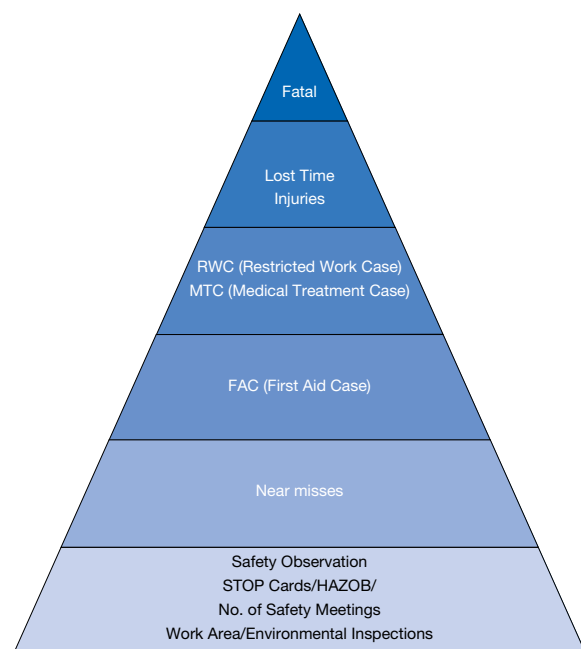 Fatal
Lost Time
Injuries
RWC (Restricted Work Case)
MTC (Medical Treatment Case)
FAC (First Aid Case)
Near misses
Safety Observation
STOP Cards/HAZOB/
No. of Safety Meetings
Work Area/Environmental Inspections